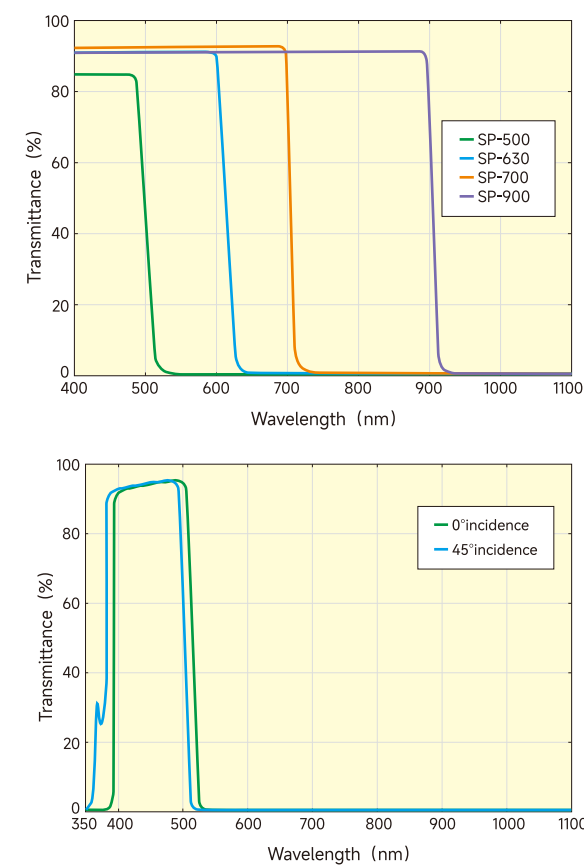 100
80
60
40
20
0
Transmittance (%)
SP-500
SP-630
SP-700
SP-900
400 500 600 700 800 900 1000 1100
Wavelength (nm)
100
80
60
40
20
0
Transmittance (%)
0°incidence
45°incidence
350 400 500 600 700 800 900 1000 110
Wavelength (nm)